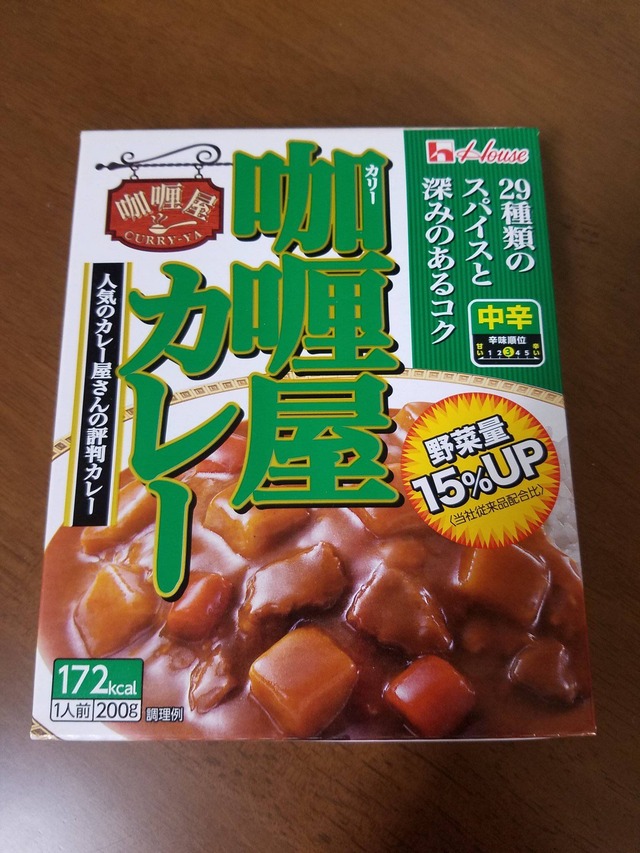 House
29種類の
スパイスと
深みのあるコク
中辛
辛味順位
甘い 1 2 3 4 5 辛い
咖喱屋
CURRY-YA
カリー
咖喱屋
カレー
人気のカレー屋さんの評判カレー
野菜量
15%UP
〈当社従来品配合比〉
172kcal
1人前 200g
調理例